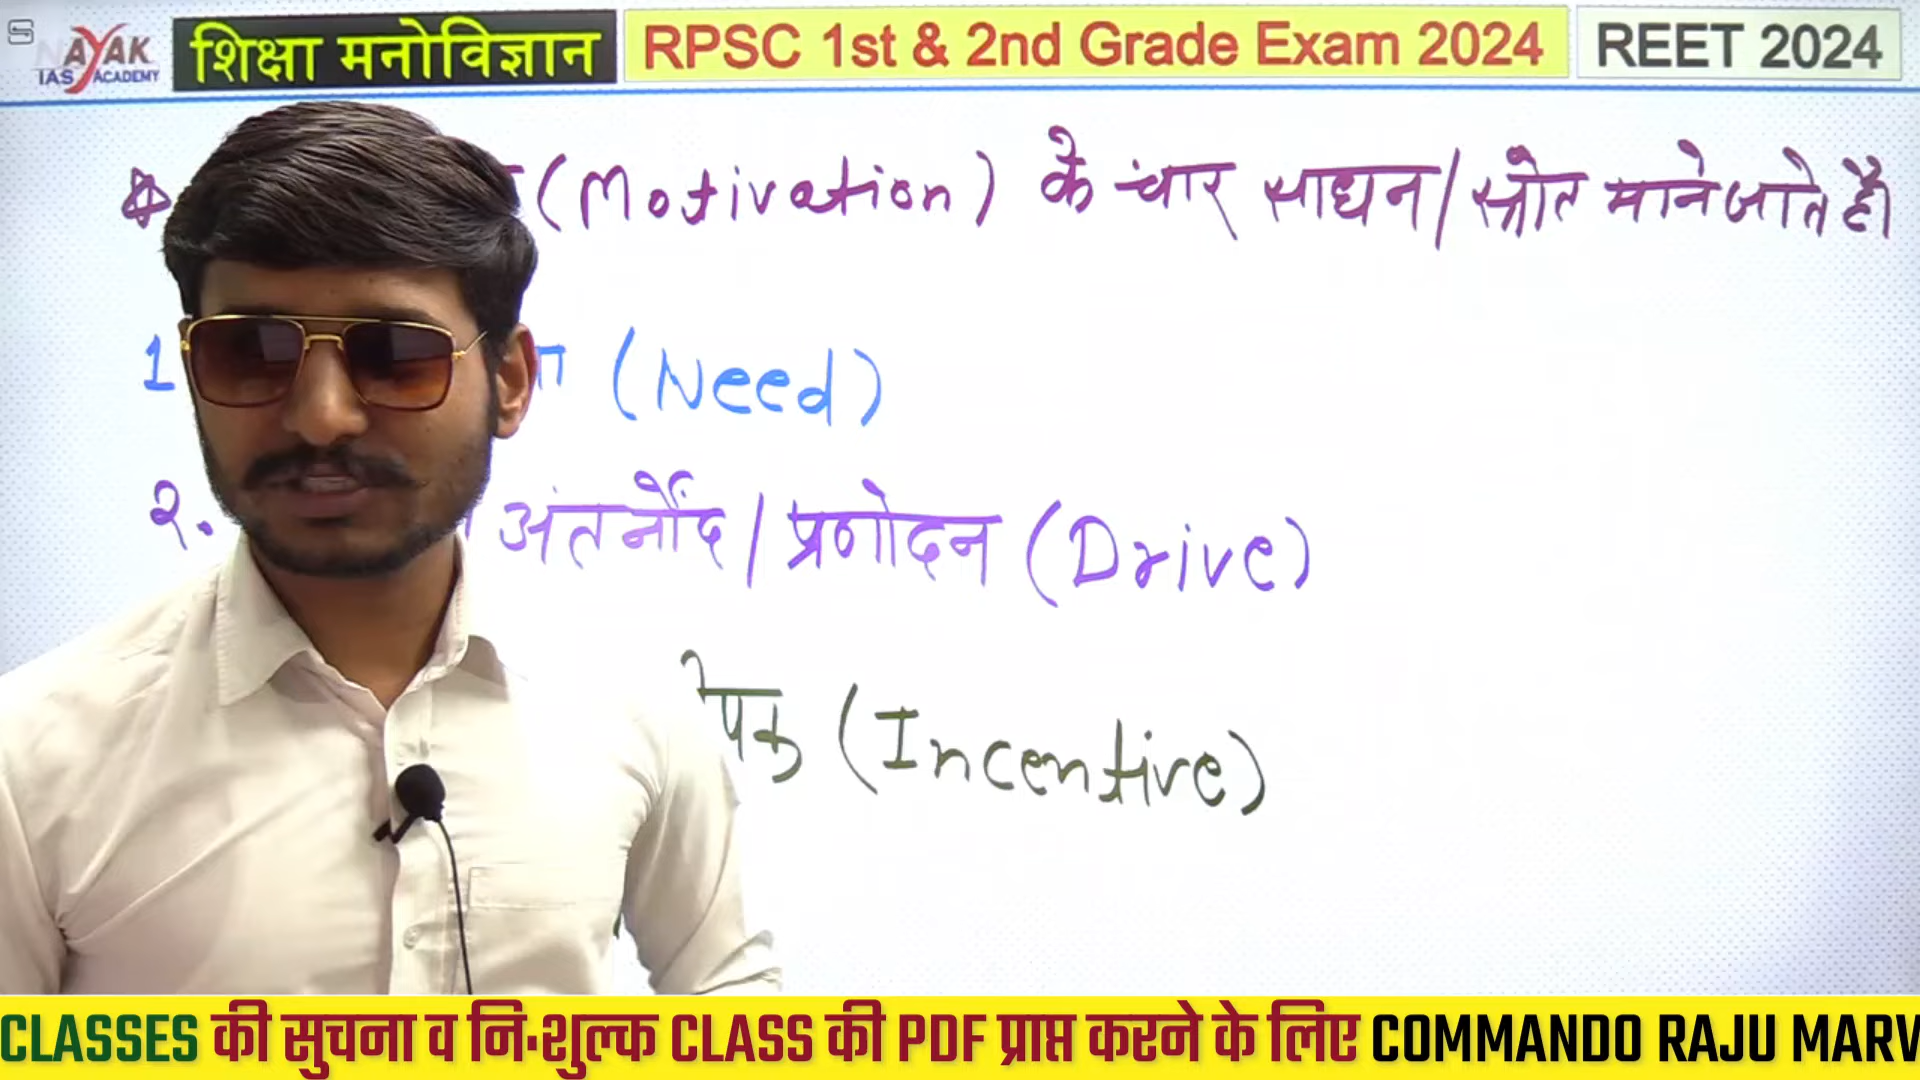 NAYAK
IAS ACADEMY
शिक्षा मनोविज्ञान
RPSC 1st & 2nd Grade Exam 2024
REET 2024
(Motivation) के चार साधन/स्रोत माने जाते है।
1
(Need)
2.
अंतर्नोद/प्रणोदन (Drive)
(Incentive)
CLASSES की सुचना व नि:शुल्क CLASS की PDF प्राप्त करने के लिए COMMANDO RAJU MARV